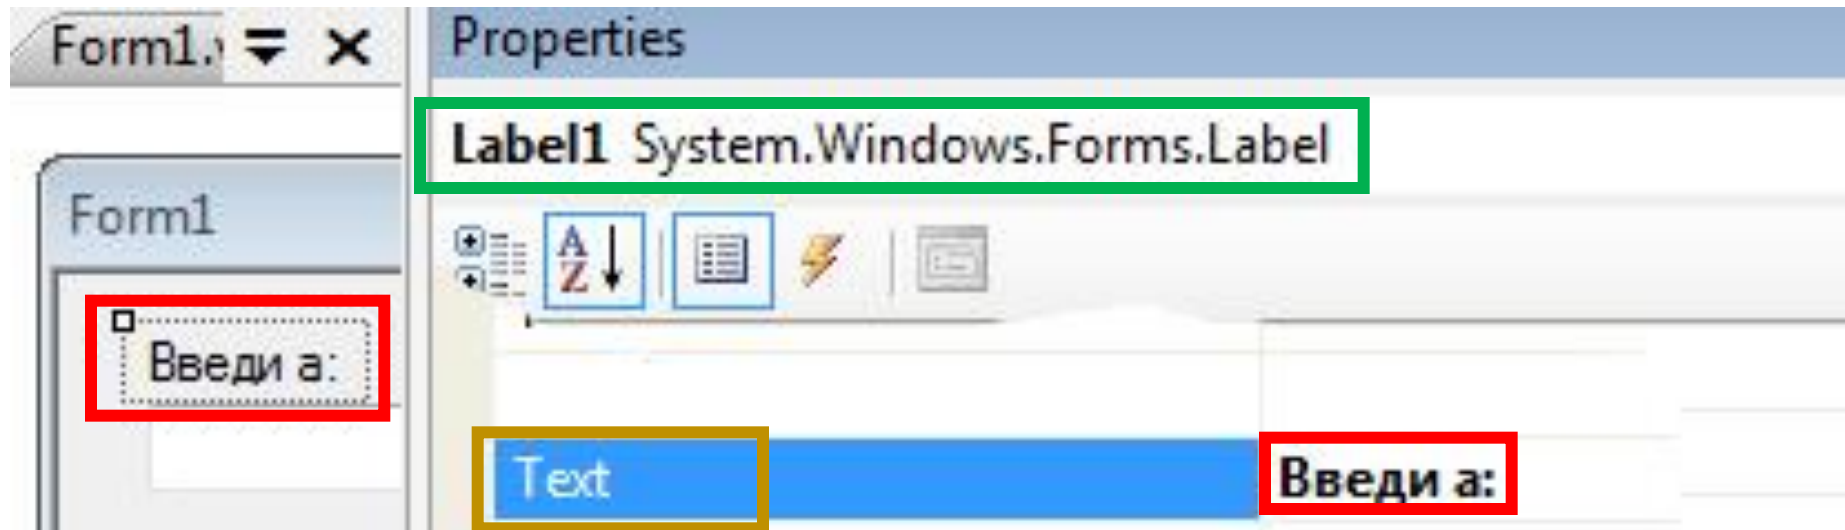 Form1.
Properties
Label1 System.Windows.Forms.Label
Form1
Введи а:
Text
Введи а: